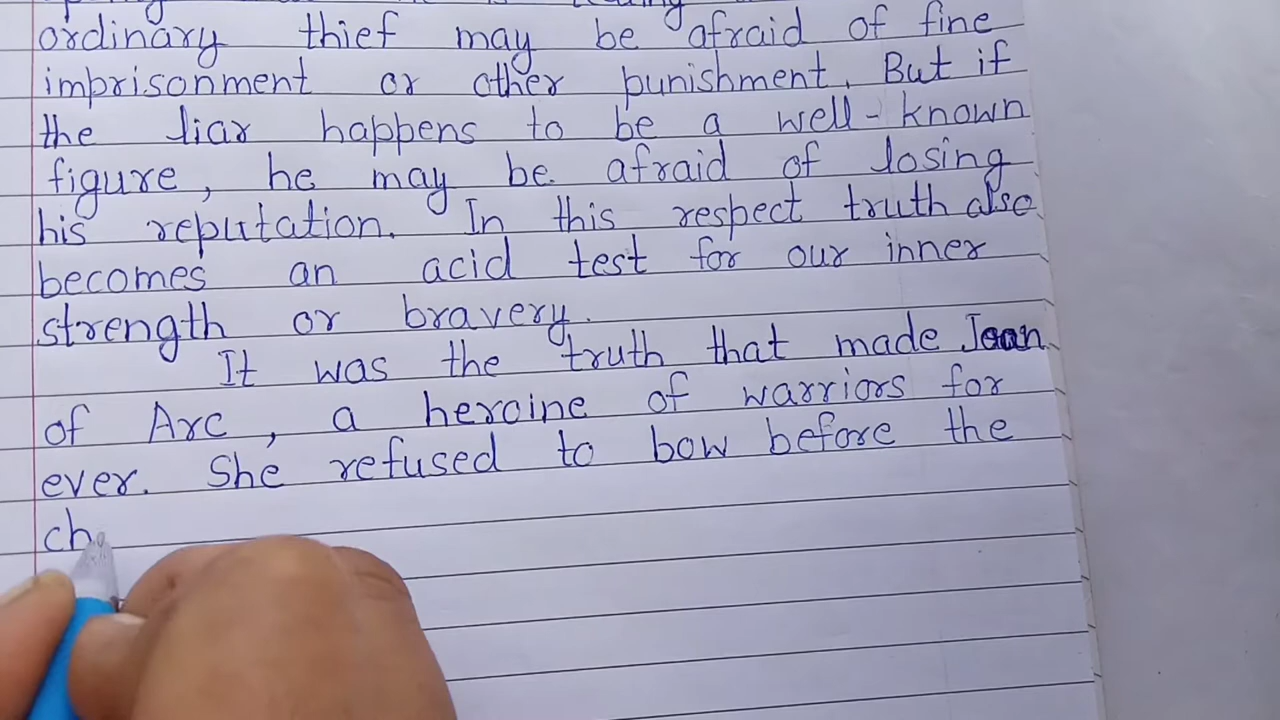 ordinary thief may be afraid of fine
imprisonment or other punishment. But if
the liar happens to be a well-known
figure, he may be afraid of losing
his reputation. In this respect truth also
becomes an acid test for our inner
strength or bravery.
It was the truth that made Joan
of Arc, a heroine of warriors for
ever. She refused to bow before the
ch